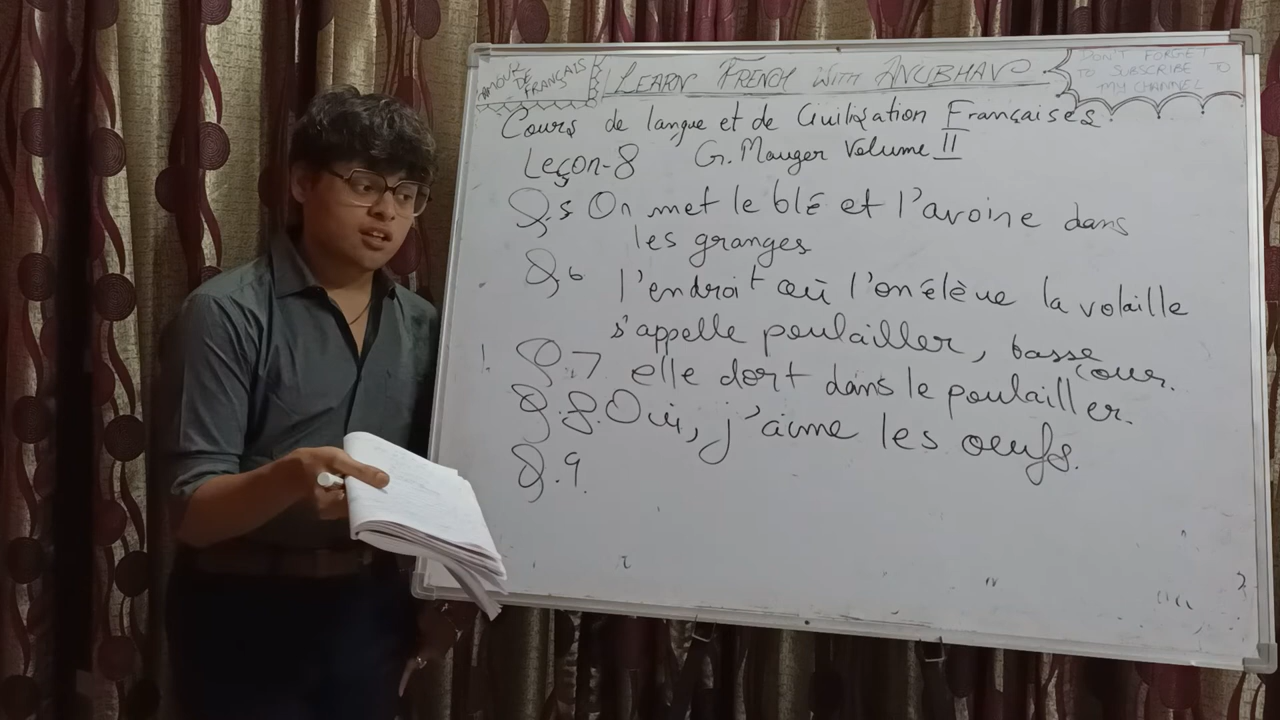 AMOUR DE FRANÇAIS
LEARN FRENCH WITH ANUBHAV
DON'T FORGET
TO SUBSCRIBE TO
MY CHANNEL
Cours de langue et de Civilisation Françaises
Leçon-8 G. Mauger Volume II
Q.5 On met le blé et l'avoine dans
les granges
Q.6 l'endroit où l'on élève la volaille
s'appelle poulailler, basse
cour.
Q.7 elle dort dans le poulailler.
Q.8. Oui, j'aime les oeufs.
Q.9.